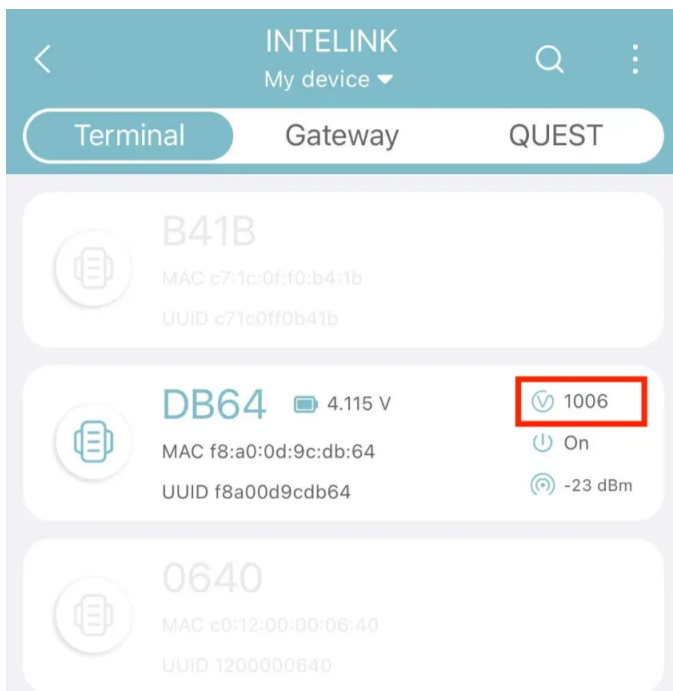 INTELINK
My device
Terminal Gateway QUEST
B41B
MAC c7:1c:0f:f0:b4:1b
UUID c71c0ff0b41b
DB64 4.115 V 1006
MAC f8:a0:0d:9c:db:64 On
UUID f8a00d9cdb64 -23 dBm
0640
MAC c0:12:00:00:06:40
UUID 1200000640